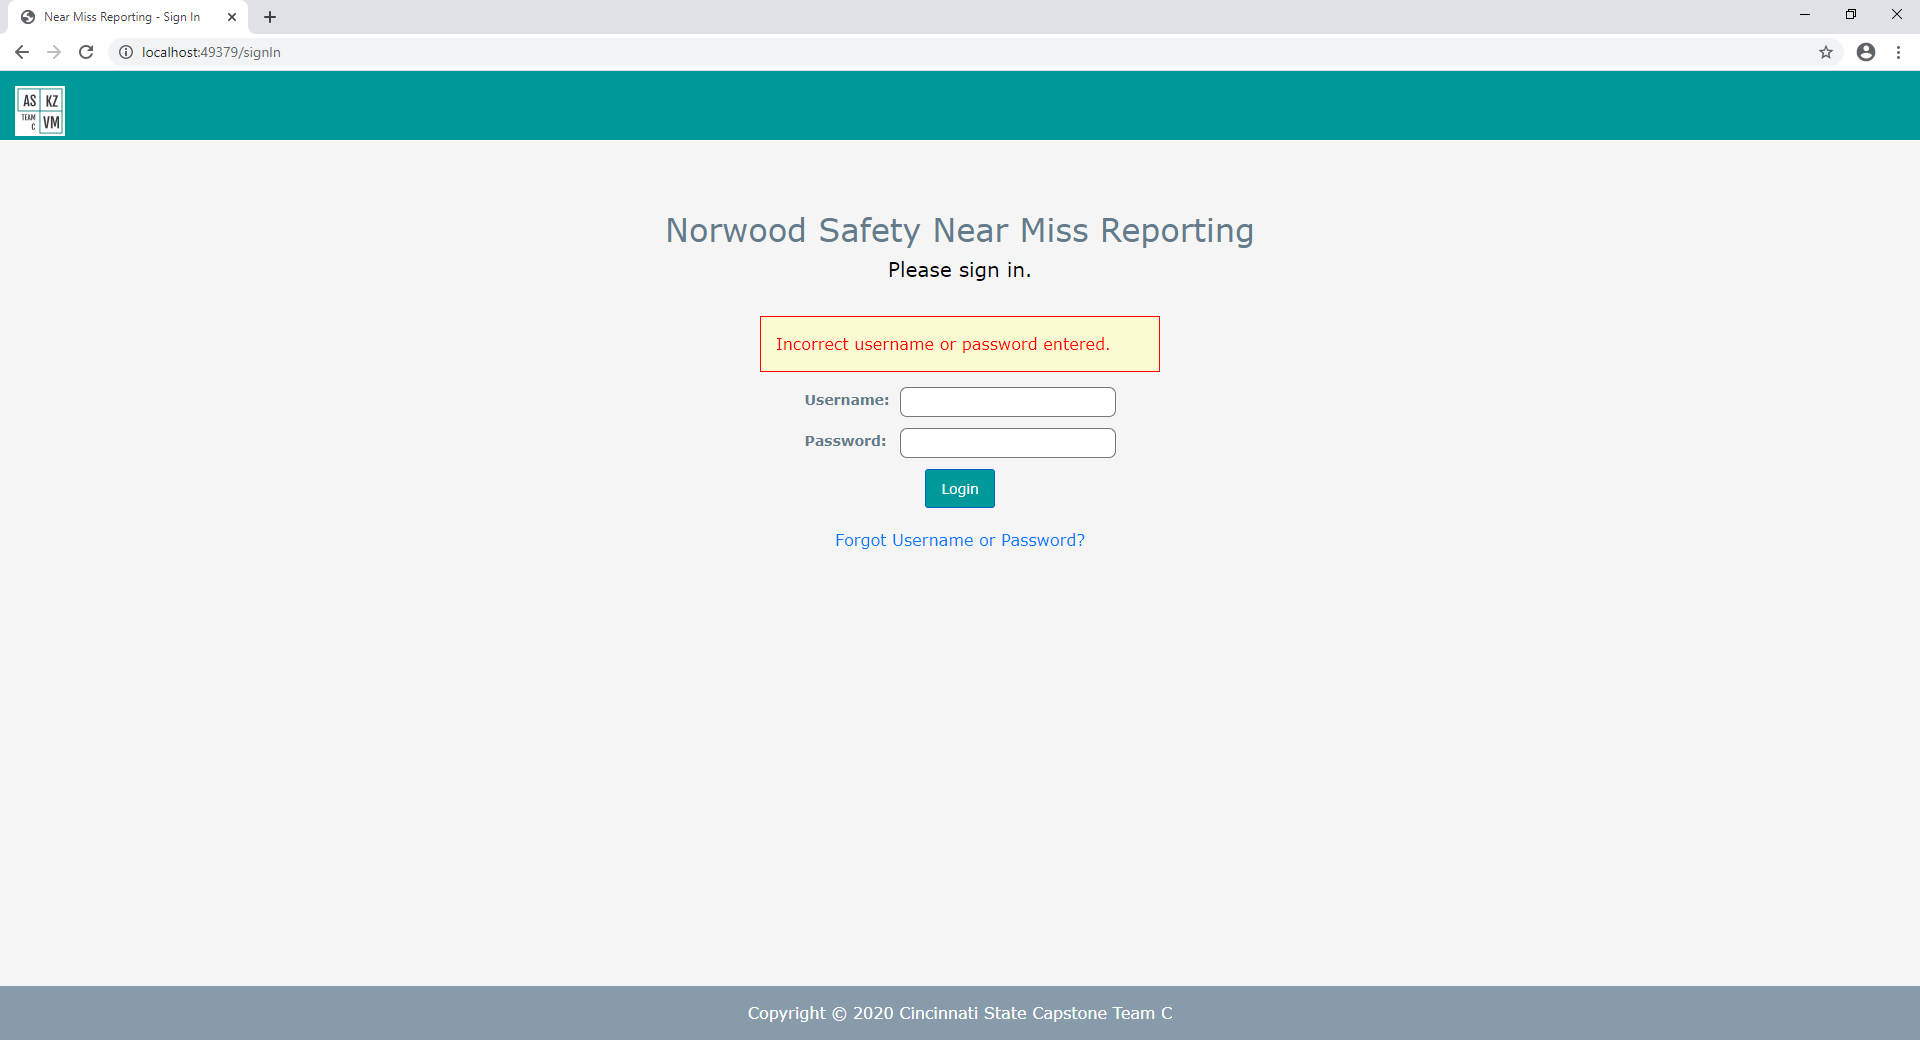 Near Miss Reporting - Sign In
localhost:49379/signIn
AS KZ
TEAM C VM
Norwood Safety Near Miss Reporting
Please sign in.
Incorrect username or password entered.
Username:
Password:
Login
Forgot Username or Password?
Copyright © 2020 Cincinnati State Capstone Team C